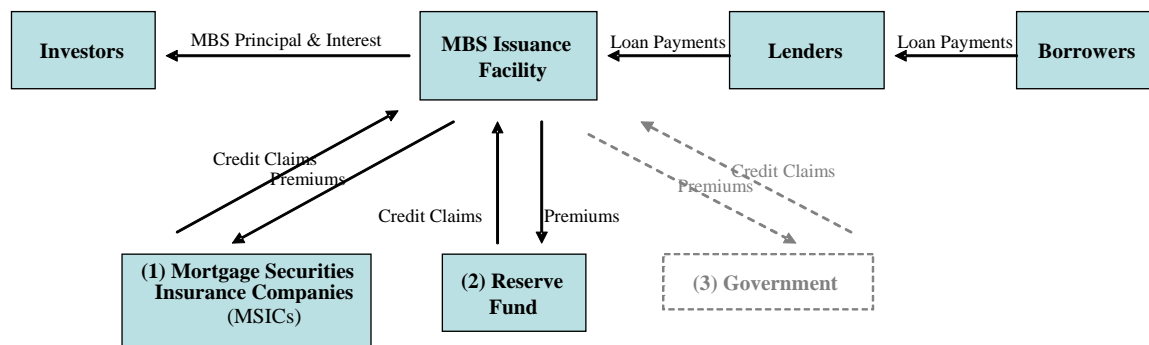 Investors
MBS Principal & Interest
MBS Issuance
Facility
Loan Payments
Lenders
Loan Payments
Borrowers
Credit Claims
Premiums
Credit Claims
Premiums
Credit Claims
Premiums
(1) Mortgage Securities
Insurance Companies
(MSICs)
(2) Reserve
Fund
(3) Government